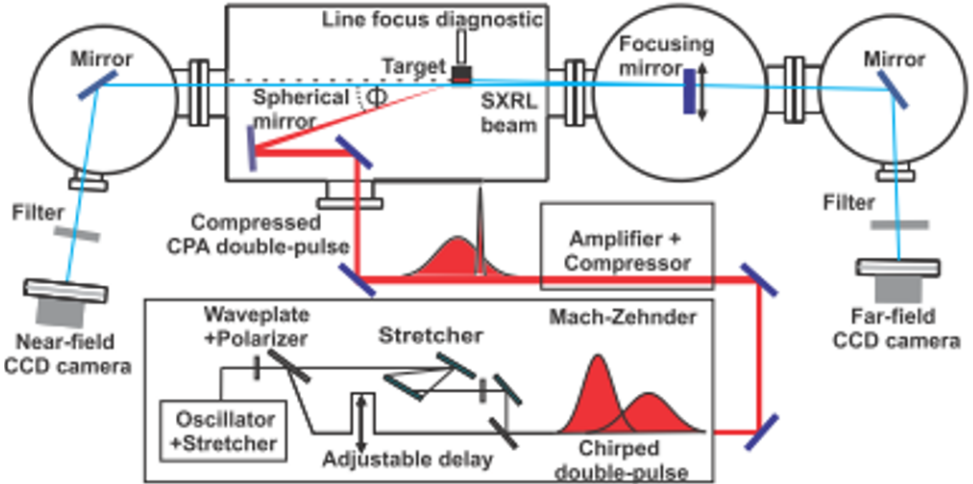 Line focus diagnostic
Mirror
Target
Focusing
mirror
Mirror
Spherical
mirror
Φ
SXRL
beam
Filter
Filter
Compressed
CPA double-pulse
Amplifier +
Compressor
Near-field
CCD camera
Far-field
CCD camera
Waveplate
+Polarizer
Stretcher
Mach-Zehnder
Oscillator
+Stretcher
Adjustable delay
Chirped
double-pulse